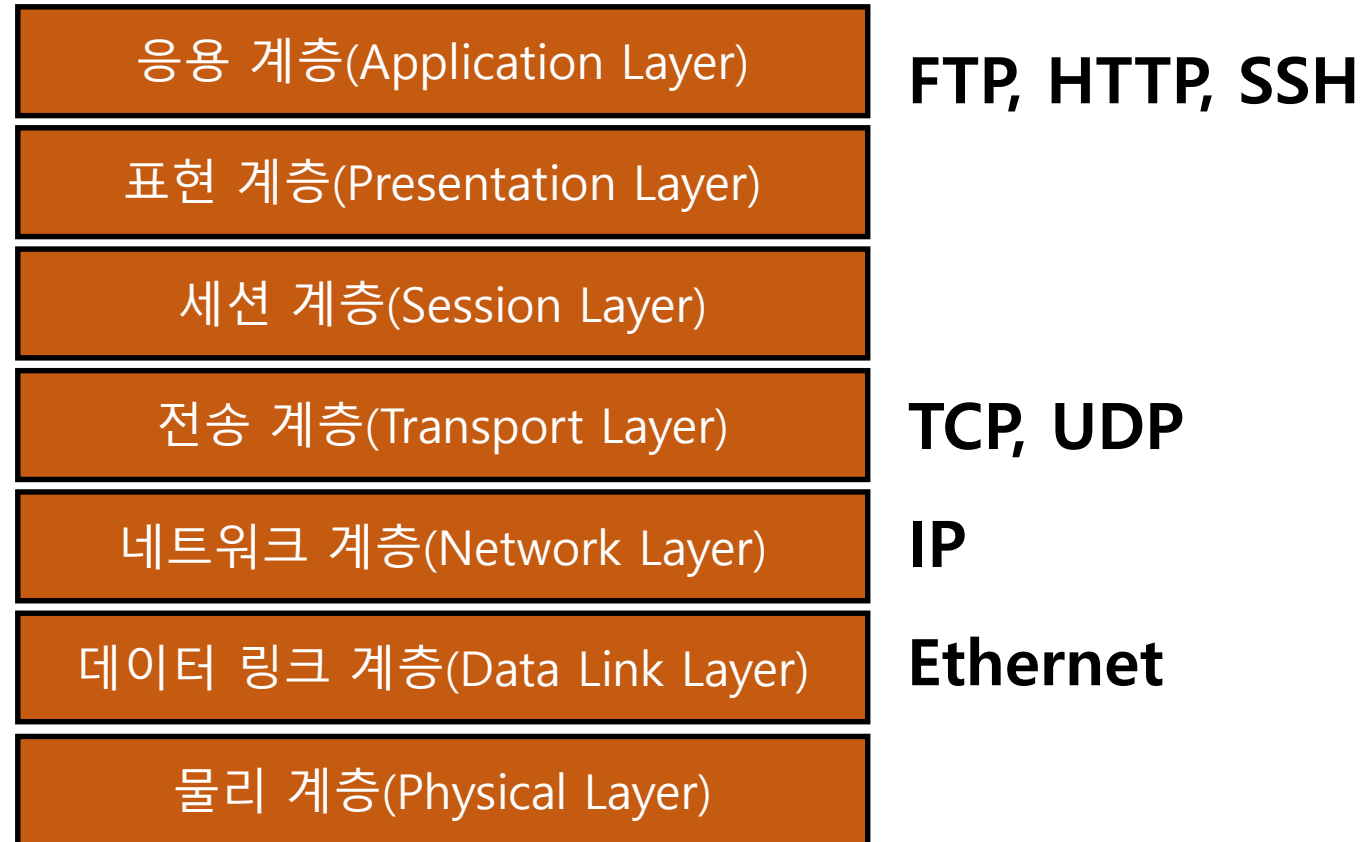 응용 계층(Application Layer)
FTP, HTTP, SSH
표현 계층(Presentation Layer)
세션 계층(Session Layer)
전송 계층(Transport Layer)
TCP, UDP
네트워크 계층(Network Layer)
IP
데이터 링크 계층(Data Link Layer)
Ethernet
물리 계층(Physical Layer)